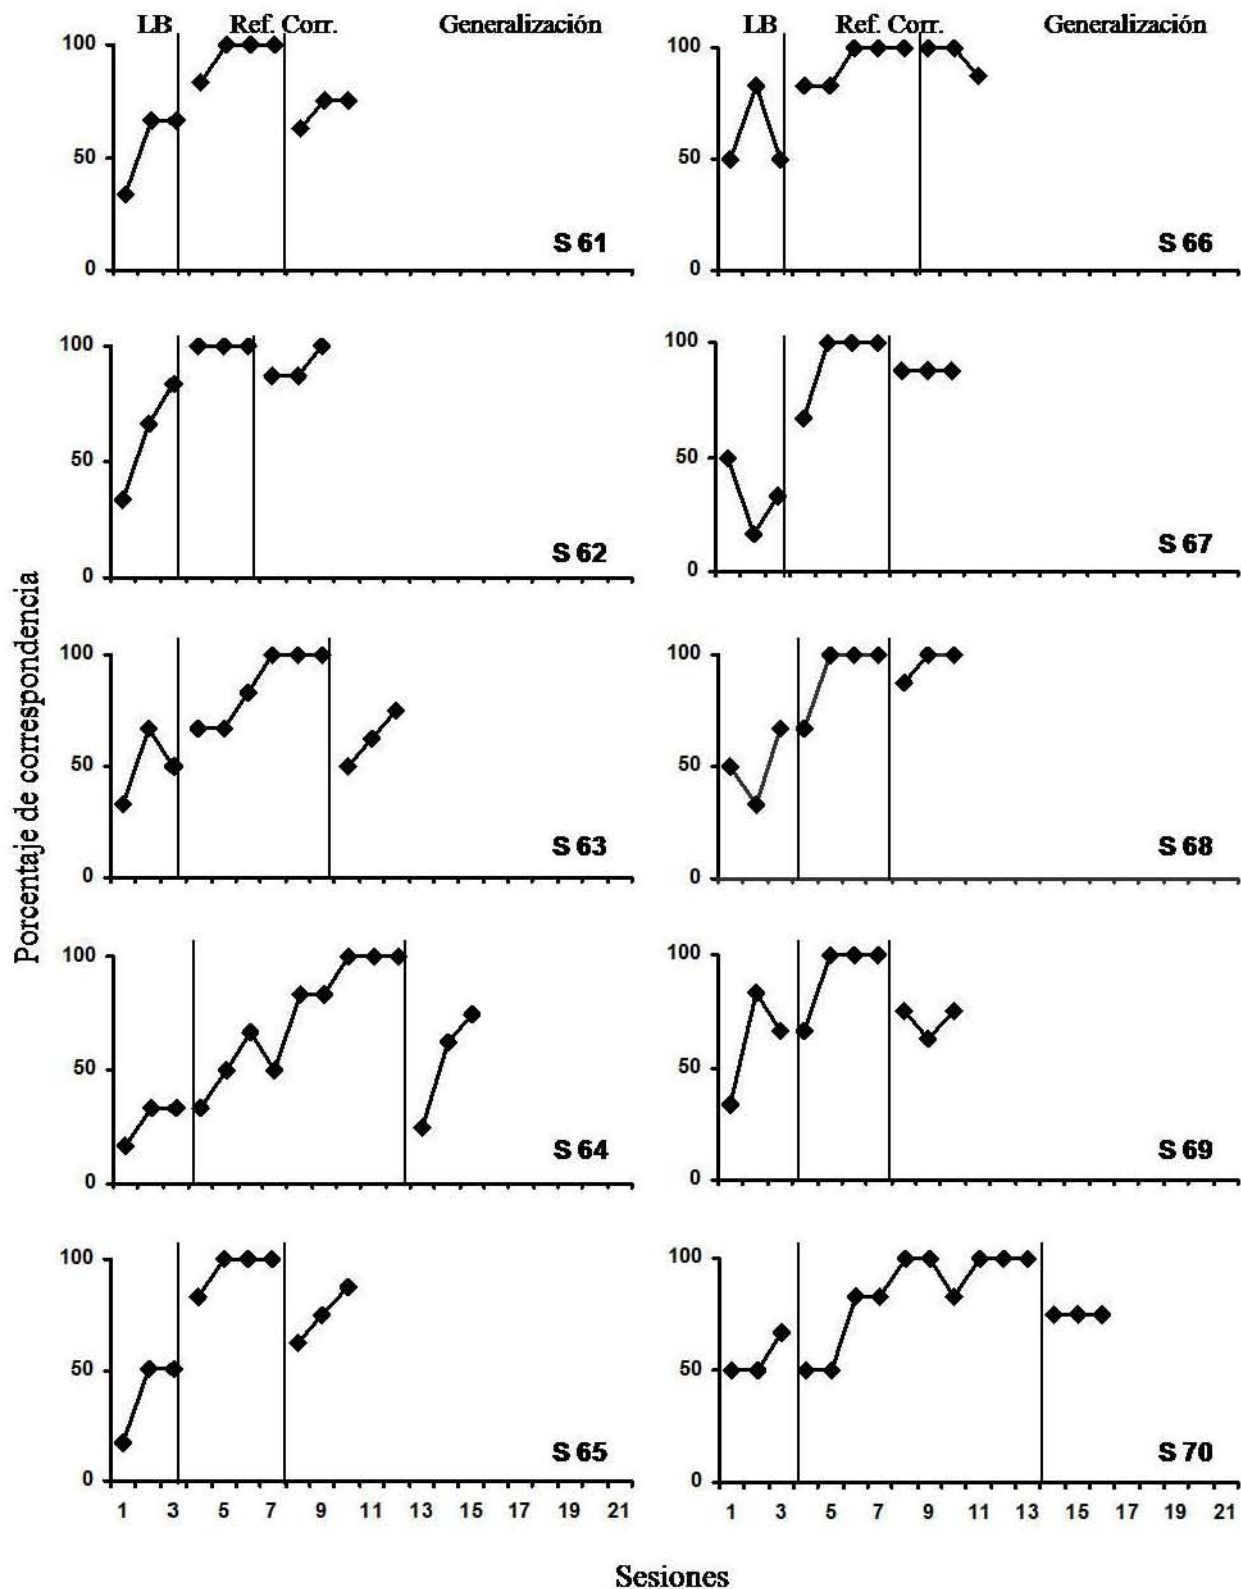 LB Ref. Corr. Generalización LB Ref. Corr. Generalización
100 50 0 S 61
100 50 0 S 66
100 50 0 S 62
100 50 0 S 67
Porcentaje de correspondencia
100 50 0 S 63
100 50 0 S 68
100 50 0 S 64
100 50 0 S 69
100 50 0 S 65
100 50 0 S 70
1 3 5 7 9 11 13 15 17 19 21 1 3 5 7 9 11 13 15 17 19 21
Sesiones